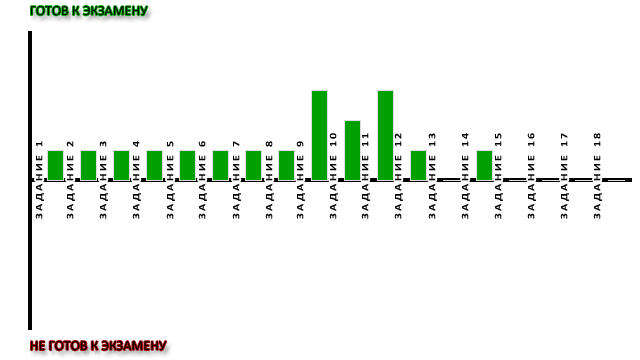 ГОТОВ К ЭКЗАМЕНУ
ЗАДАНИЕ 1
ЗАДАНИЕ 2
ЗАДАНИЕ 3
ЗАДАНИЕ 4
ЗАДАНИЕ 5
ЗАДАНИЕ 6
ЗАДАНИЕ 7
ЗАДАНИЕ 8
ЗАДАНИЕ 9
ЗАДАНИЕ 10
ЗАДАНИЕ 11
ЗАДАНИЕ 12
ЗАДАНИЕ 13
ЗАДАНИЕ 14
ЗАДАНИЕ 15
ЗАДАНИЕ 16
ЗАДАНИЕ 17
ЗАДАНИЕ 18
НЕ ГОТОВ К ЭКЗАМЕНУ